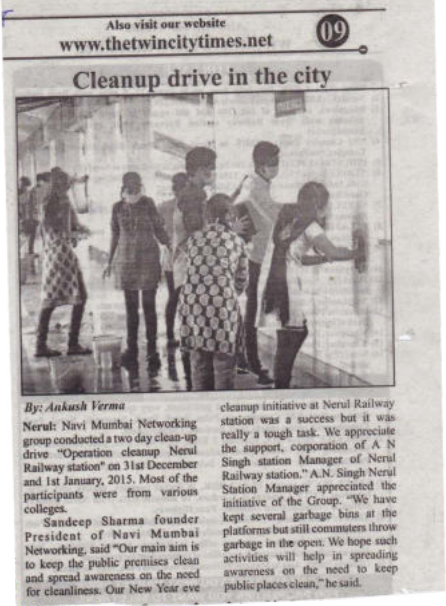 Also visit our website
www.thetwincitytimes.net
09
Cleanup drive in the city
By: Ankush Verma
Nerul: Navi Mumbai Networking
group conducted a two day clean-up
drive "Operation cleanup Nerul
Railway station" on 31st December
and 1st January, 2015. Most of the
participants were from various
colleges.
Sandeep Sharma founder
President of Navi Mumbai
Networking, said "Our main aim is
to keep the public premises clean
and spread awareness on the need
for cleanliness. Our New Year eve
cleanup initiative at Nerul Railway
station was a success but it was
really a tough task. We appreciate
the support, corporation of A N
Singh station Manager of Nerul
Railway station." A.N. Singh Nerul
Station Manager appreciated the
initiative of the Group. "We have
kept several garbage bins at the
platforms but still commuters throw
garbage in the open. We hope such
activities will help in spreading
awareness on the need to keep
public places clean," he said.